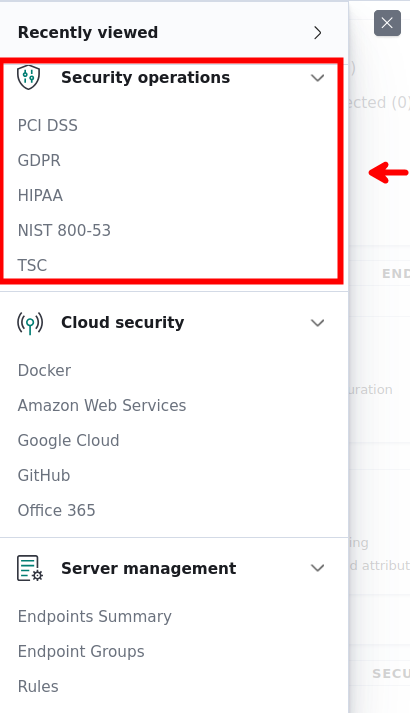 Recently viewed
Security operations
PCI DSS
GDPR
HIPAA
NIST 800-53
TSC
Cloud security
Docker
Amazon Web Services
Google Cloud
GitHub
Office 365
Server management
Endpoints Summary
Endpoint Groups
Rules
)
ected (0)
END
uration
ing
d attribut
SECU